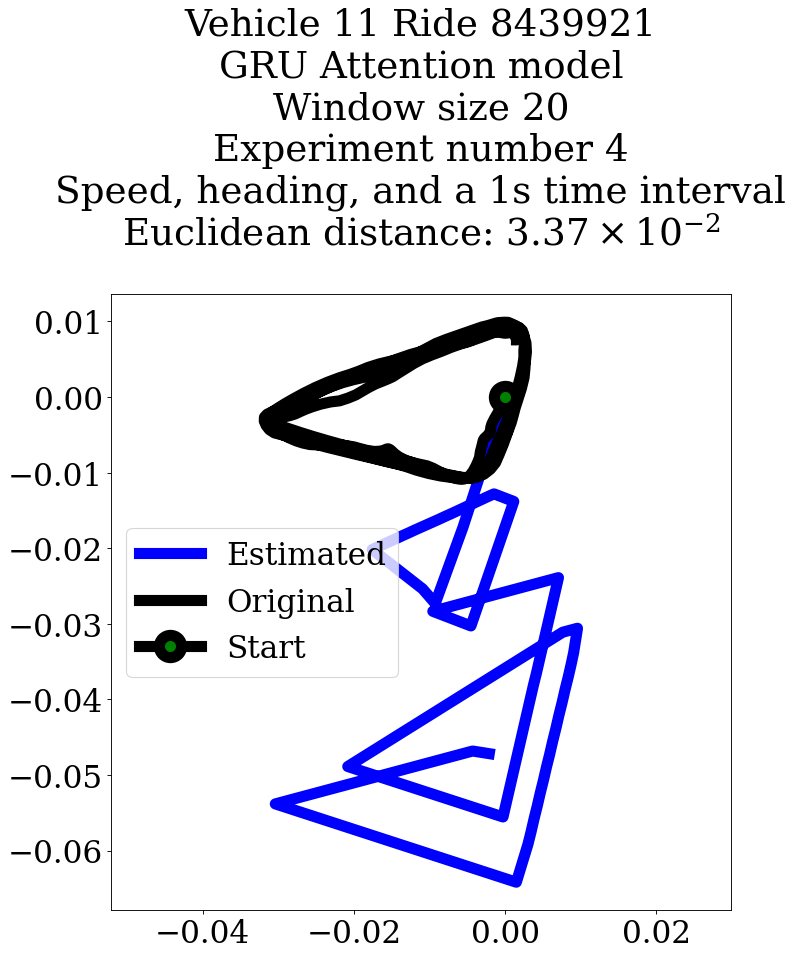 Vehicle 11 Ride 8439921
GRU Attention model
Window size 20
Experiment number 4
Speed, heading, and a 1s time interval
Euclidean distance: 3.37 × 10⁻²
0.01
0.00
−0.01
−0.02
−0.03
−0.04
−0.05
−0.06
Estimated
Original
Start
−0.04 −0.02 0.00 0.02